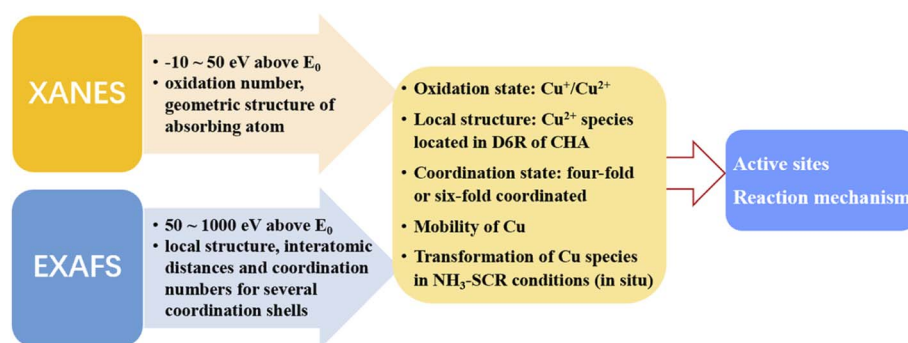 XANES
• -10 ~ 50 eV above E₀
• oxidation number,
geometric structure of
absorbing atom
EXAFS
• 50 ~ 1000 eV above E₀
• local structure, interatomic
distances and coordination
numbers for several
coordination shells
• Oxidation state: Cu⁺/Cu²⁺
• Local structure: Cu²⁺ species
located in D6R of CHA
• Coordination state: four-fold
or six-fold coordinated
• Mobility of Cu
• Transformation of Cu species
in NH₃-SCR conditions (in situ)
Active sites
Reaction mechanism